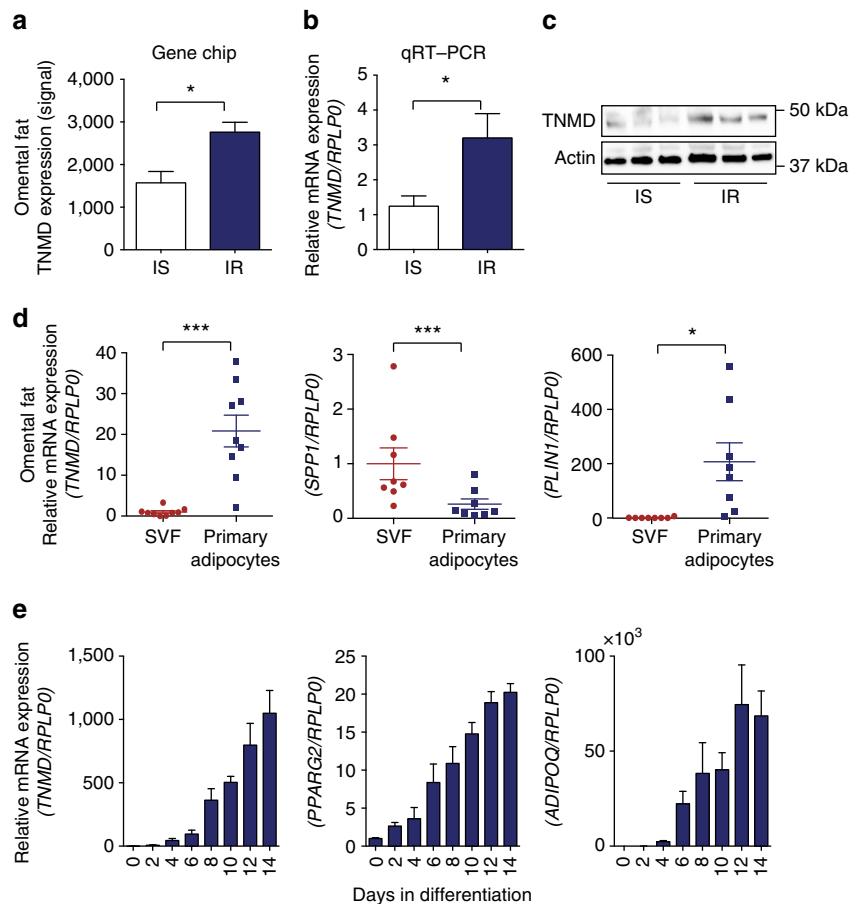 a
Gene chip
Omental fat
TNMD expression (signal)
4,000
3,000
2,000
1,000
0
*
IS
IR
b
qRT–PCR
Relative mRNA expression
(TNMD/RPLP0)
5
4
3
2
1
0
*
IS
IR
c
TNMD
Actin
50 kDa
37 kDa
IS
IR
d
Omental fat
Relative mRNA expression
(TNMD/RPLP0)
40
30
20
10
0
***
SVF
Primary
adipocytes
(SPP1/RPLP0)
3
2
1
0
***
SVF
Primary
adipocytes
(PLIN1/RPLP0)
600
400
200
0
*
SVF
Primary
adipocytes
e
Relative mRNA expression
(TNMD/RPLP0)
1,500
1,000
500
0
0 2 4 6 8 10 12 14
(PPARG2/RPLP0)
25
20
15
10
5
0
0 2 4 6 8 10 12 14
(ADIPOQ/RPLP0)
×10³
100
50
0
0 2 4 6 8 10 12 14
Days in differentiation